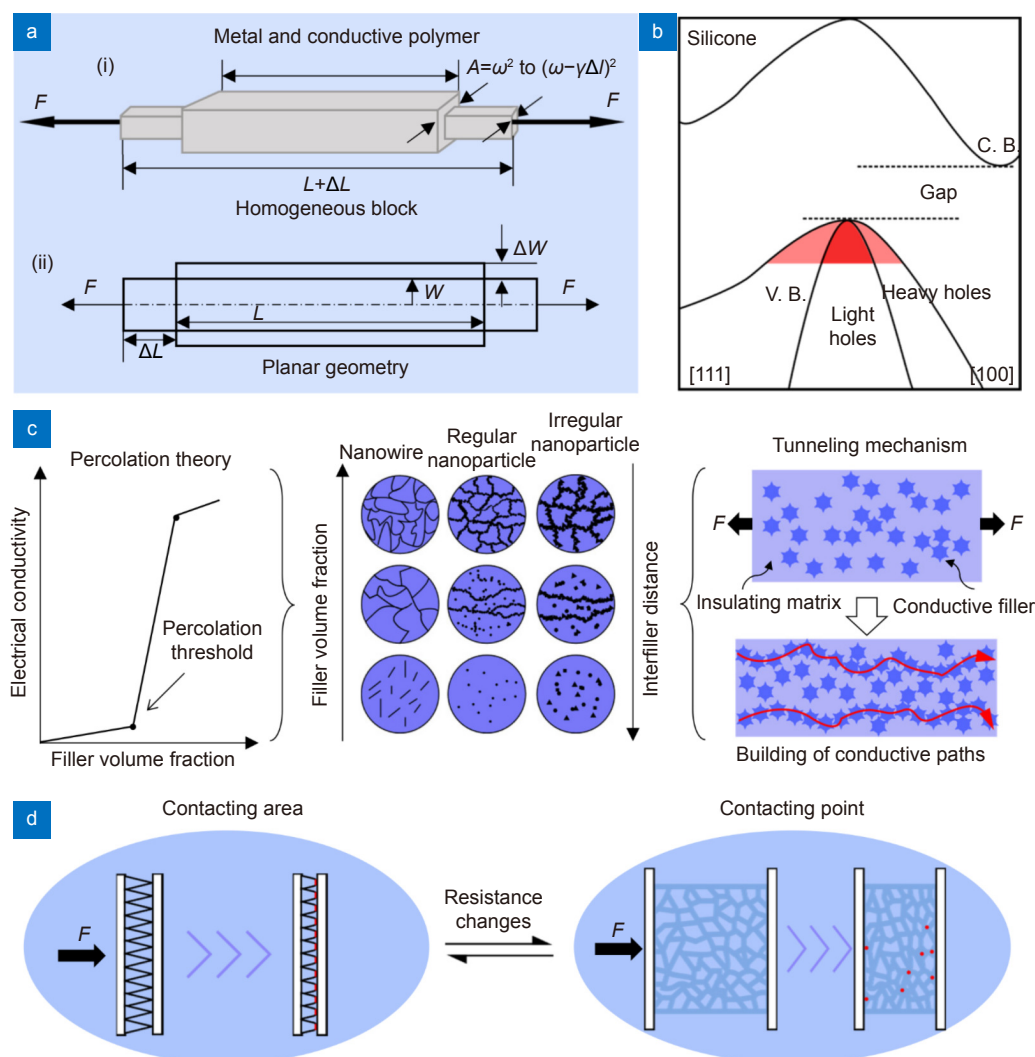 a
Metal and conductive polymer
(i)
A=ω² to (ω−γΔl)²
F
F
L+ΔL
Homogeneous block
(ii)
ΔW
F
W
F
L
ΔL
Planar geometry
b
Silicone
C. B.
Gap
V. B.
Heavy holes
Light
holes
[111]
[100]
c
Percolation theory
Electrical conductivity
Percolation
threshold
Filler volume fraction
Filler volume fraction
Nanowire
Regular
nanoparticle
Irregular
nanoparticle
Interfiller distance
Tunneling mechanism
F
F
Insulating matrix
Conductive filler
Building of conductive paths
d
Contacting area
F
Resistance
changes
Contacting point
F